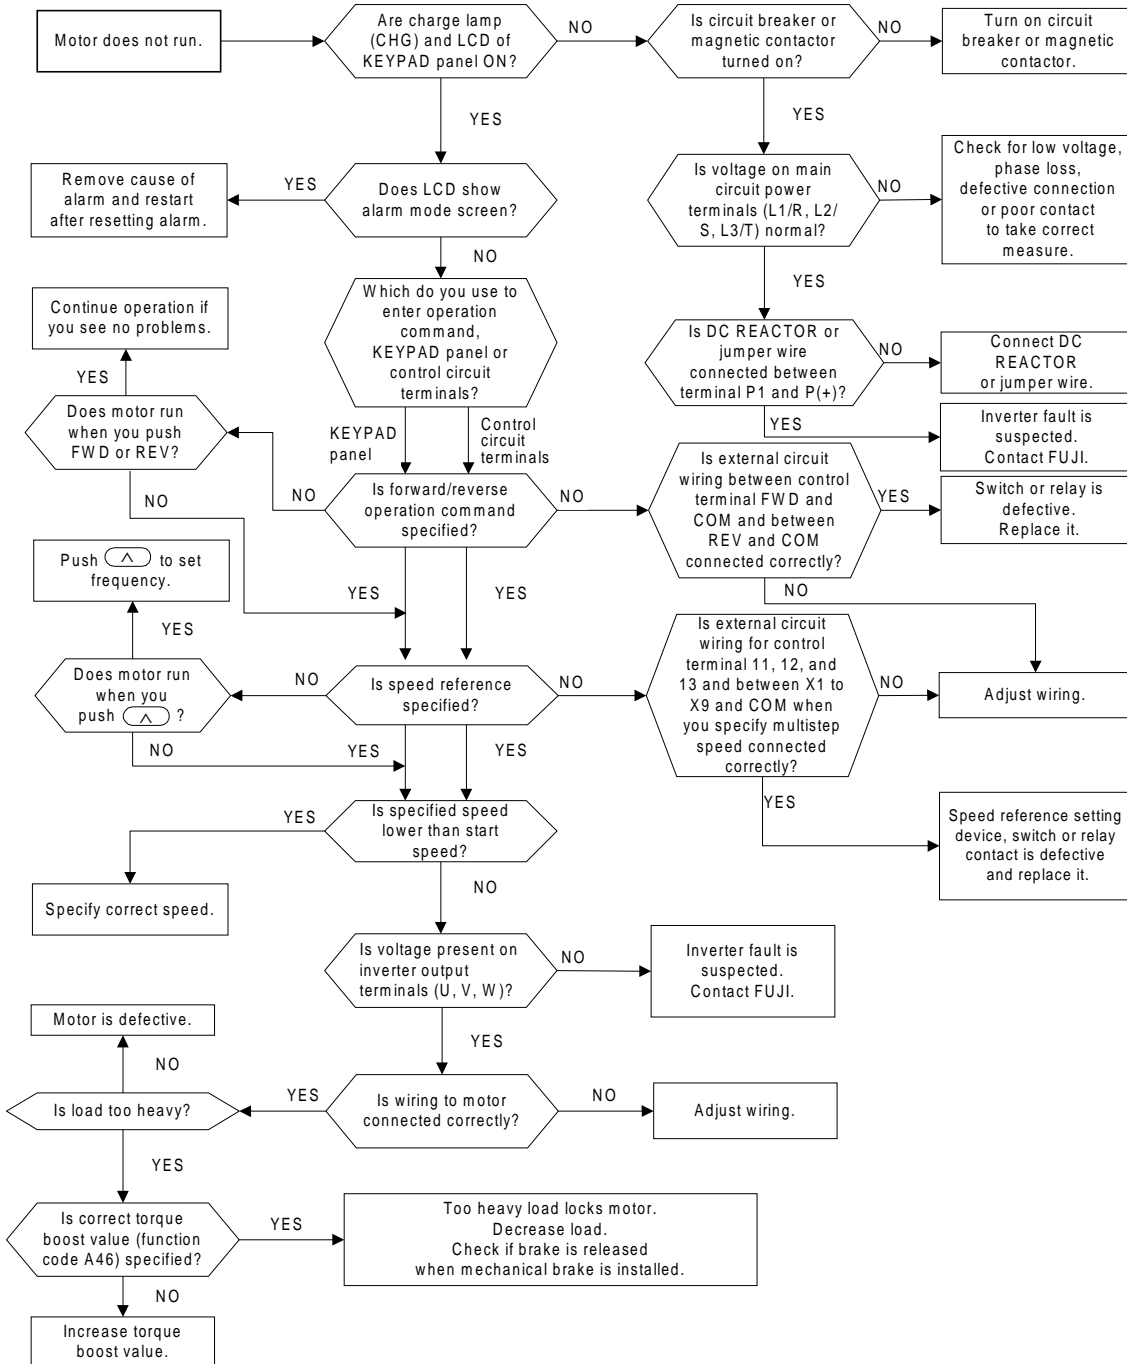 Motor does not run.
Are charge lamp
(CHG) and LCD of
KEYPAD panel ON?
NO
Is circuit breaker or
magnetic contactor
turned on?
NO
Turn on circuit
breaker or magnetic
contactor.
YES
YES
Remove cause of
alarm and restart
after resetting alarm.
YES
Does LCD show
alarm mode screen?
Is voltage on main
circuit power
terminals (L1/R, L2/
S, L3/T) normal?
NO
Check for low voltage,
phase loss,
defective connection
or poor contact
to take correct
measure.
NO
YES
Continue operation if
you see no problems.
Which do you use to
enter operation
command,
KEYPAD panel or
control circuit
terminals?
Is DC REACTOR or
jumper wire
connected between
terminal P1 and P(+)?
NO
Connect DC
REACTOR
or jumper wire.
YES
YES
Inverter fault is
suspected.
Contact FUJI.
Does motor run
when you push
FWD or REV?
KEYPAD
panel
Control
circuit
terminals
NO
NO
Is forward/reverse
operation command
specified?
NO
Is external circuit
wiring between control
terminal FWD and
COM and between
REV and COM
connected correctly?
YES
Switch or relay is
defective.
Replace it.
NO
Push ^ to set
frequency.
YES
YES
YES
Does motor run
when you
push ^ ?
NO
Is speed reference
specified?
NO
Is external circuit
wiring for control
terminal 11, 12, and
13 and between X1 to
X9 and COM when
you specify multistep
speed connected
correctly?
NO
Adjust wiring.
NO
YES
YES
YES
Speed reference setting
device, switch or relay
contact is defective
and replace it.
YES
Is specified speed
lower than start
speed?
NO
Specify correct speed.
Is voltage present on
inverter output
terminals (U, V, W)?
NO
Inverter fault is
suspected.
Contact FUJI.
YES
Motor is defective.
NO
Is load too heavy?
YES
Is wiring to motor
connected correctly?
NO
Adjust wiring.
YES
Is correct torque
boost value (function
code A46) specified?
YES
Too heavy load locks motor.
Decrease load.
Check if brake is released
when mechanical brake is installed.
NO
Increase torque
boost value.